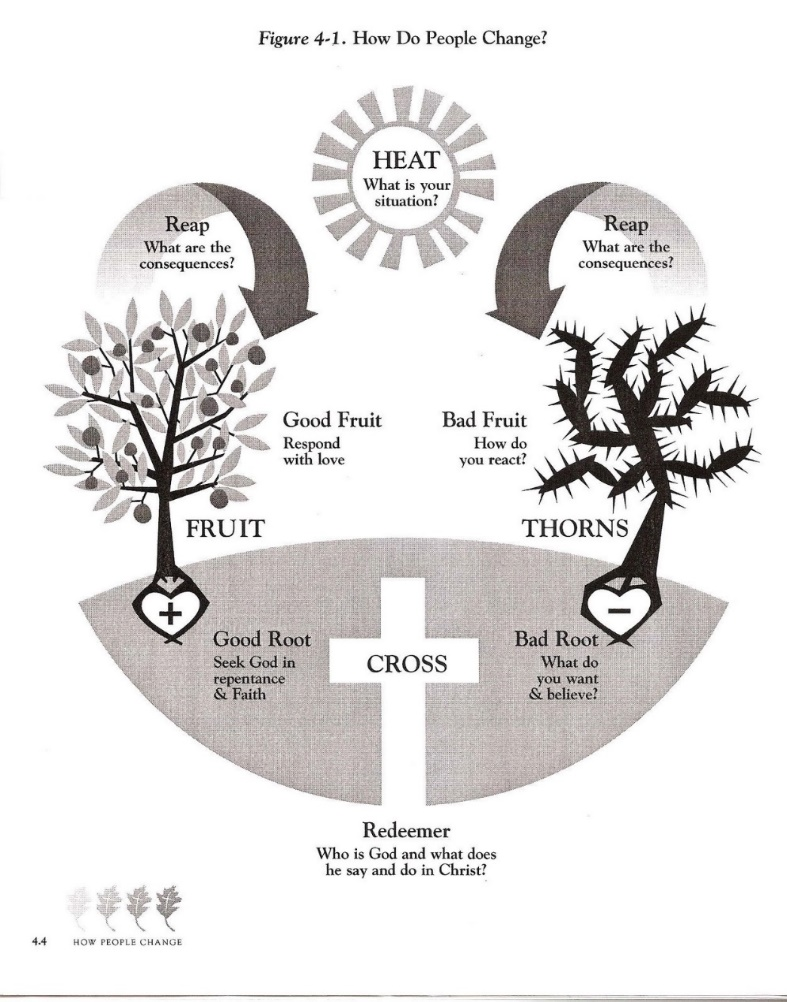 Figure 4-1. How Do People Change?
HEAT
What is your
situation?
Reap
What are the
consequences?
Reap
What are the
consequences?
Good Fruit
Respond
with love
Bad Fruit
How do
you react?
FRUIT
THORNS
+
−
Good Root
Seek God in
repentance
& Faith
CROSS
Bad Root
What do
you want
& believe?
Redeemer
Who is God and what does
he say and do in Christ?
4.4 HOW PEOPLE CHANGE